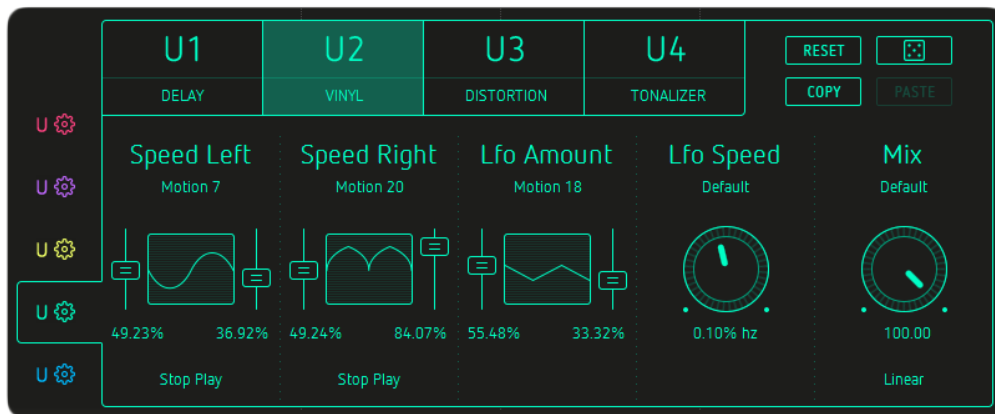 U1 U2 U3 U4
DELAY VINYL DISTORTION TONALIZER
RESET
COPY PASTE
U
U
U
U
U
Speed Left Speed Right Lfo Amount Lfo Speed Mix
Motion 7 Motion 20 Motion 18 Default Default
49.23% 36.92% 49.24% 84.07% 55.48% 33.32% 0.10% hz 100.00
Stop Play Stop Play Linear